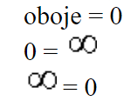 oboje = 0
0 = ∞
∞ = 0